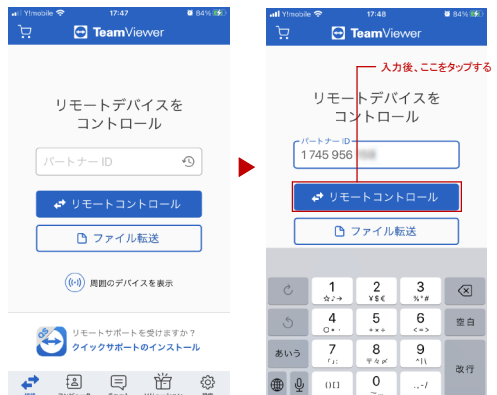 Y!mobile 17:47 84%
TeamViewer
リモートデバイスを
コントロール
パートナー ID
リモートコントロール
ファイル転送
周囲のデバイスを表示
リモートサポートを受けますか?
クイックサポートのインストール
Y!mobile 17:48 84%
TeamViewer
入力後、ここをタップする
リモートデバイスを
コントロール
パートナー ID
1 745 956
リモートコントロール
ファイル転送
1 2 3
☆♪→ ¥$€ %°#
4 5 6 空白
○*・ +×÷ <=>
あいう 7 8 9
「」: 〒々〆 ^|\
改行
()[] 0 .,-/